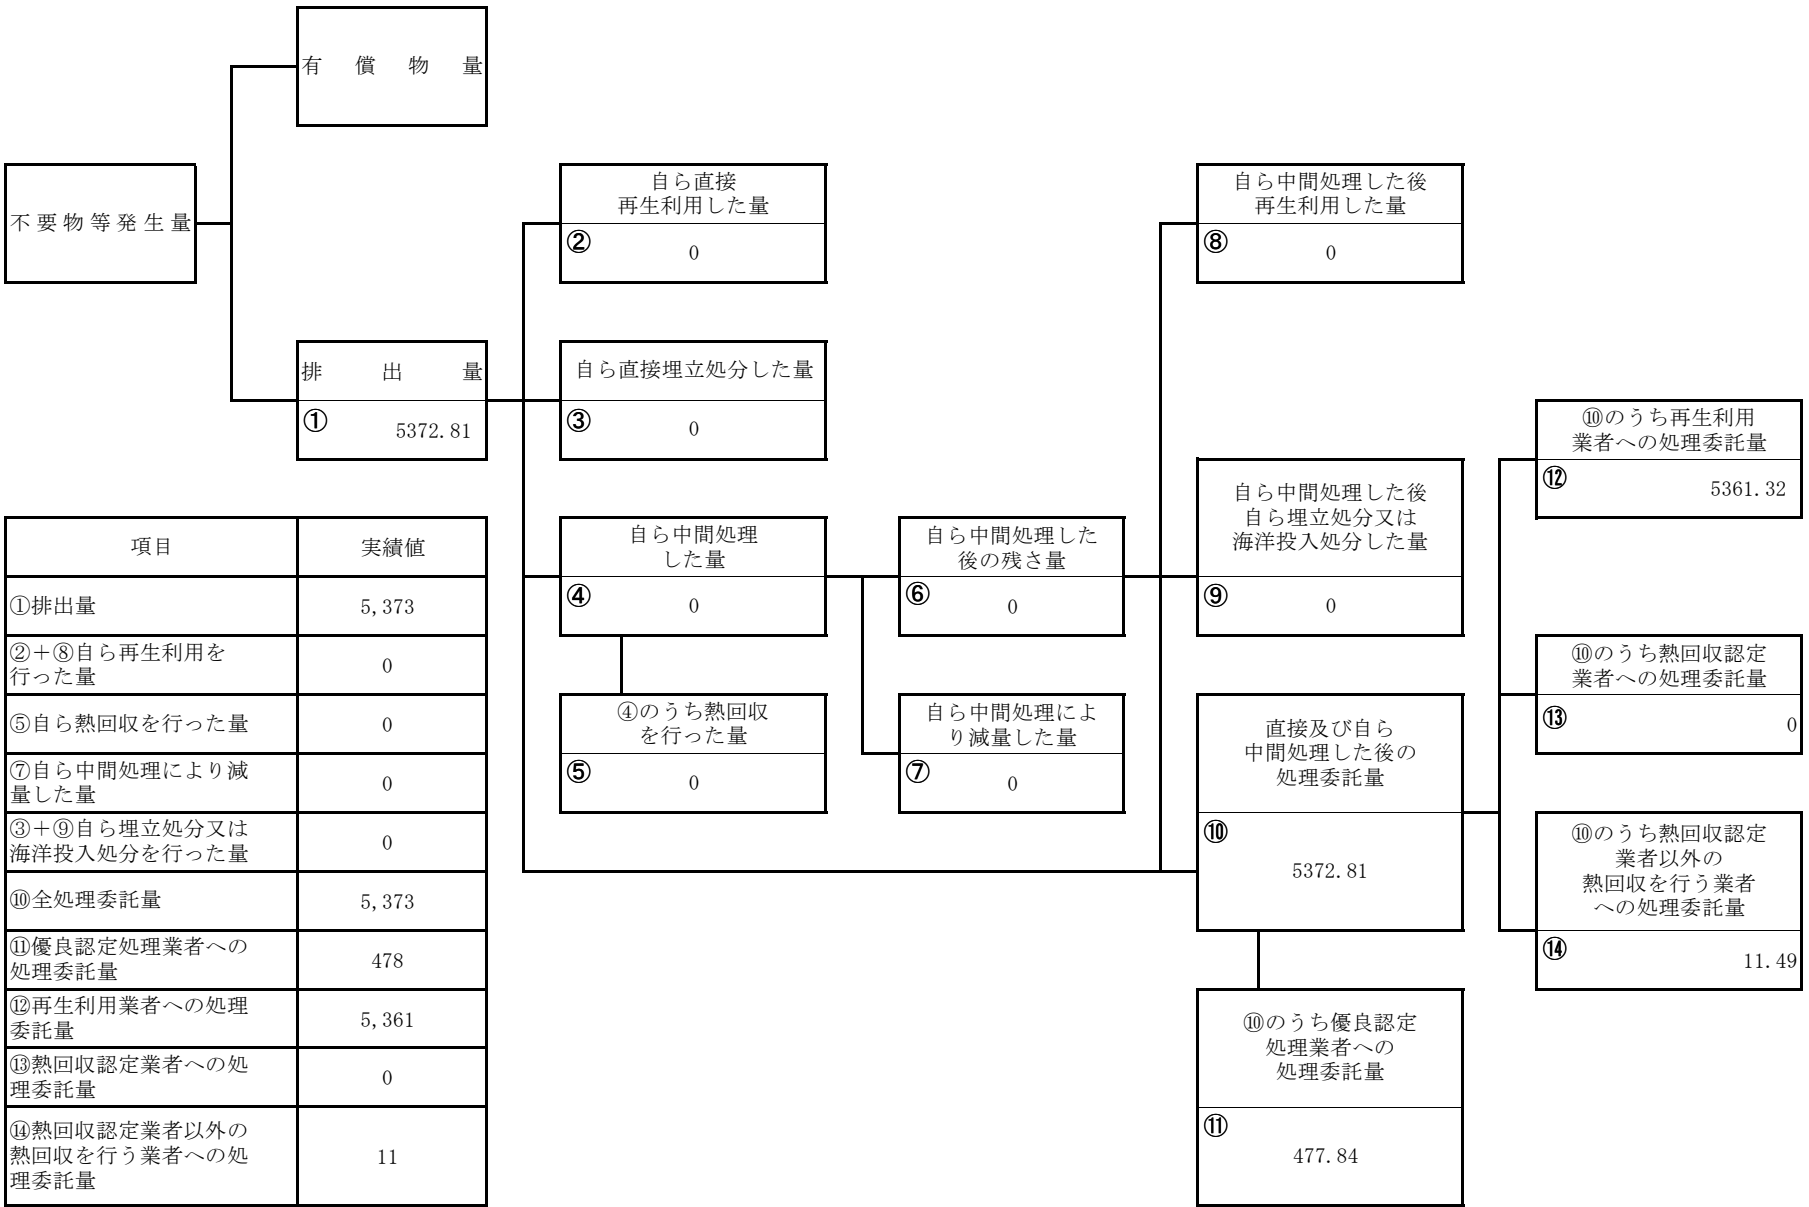 有償物量
不要物等発生量
排出量
①
5372.81
自ら直接
再生利用した量
②
0
自ら直接埋立処分した量
③
0
自ら中間処理
した量
④
0
④のうち熱回収
を行った量
⑤
0
自ら中間処理した
後の残さ量
⑥
0
自ら中間処理によ
り減量した量
⑦
0
自ら中間処理した後
再生利用した量
⑧
0
自ら中間処理した後
自ら埋立処分又は
海洋投入処分した量
⑨
0
直接及び自ら
中間処理した後の
処理委託量
⑩
5372.81
⑩のうち優良認定
処理業者への
処理委託量
⑪
477.84
⑩のうち再生利用
業者への処理委託量
⑫
5361.32
⑩のうち熱回収認定
業者への処理委託量
⑬
0
⑩のうち熱回収認定
業者以外の
熱回収を行う業者
への処理委託量
⑭
11.49
項目 実績値
①排出量 5,373
②+⑧自ら再生利用を
行った量 0
⑤自ら熱回収を行った量 0
⑦自ら中間処理により減
量した量 0
③+⑨自ら埋立処分又は
海洋投入処分を行った量 0
⑩全処理委託量 5,373
⑪優良認定処理業者への
処理委託量 478
⑫再生利用業者への処理
委託量 5,361
⑬熱回収認定業者への処
理委託量 0
⑭熱回収認定業者以外の
熱回収を行う業者への処
理委託量 11